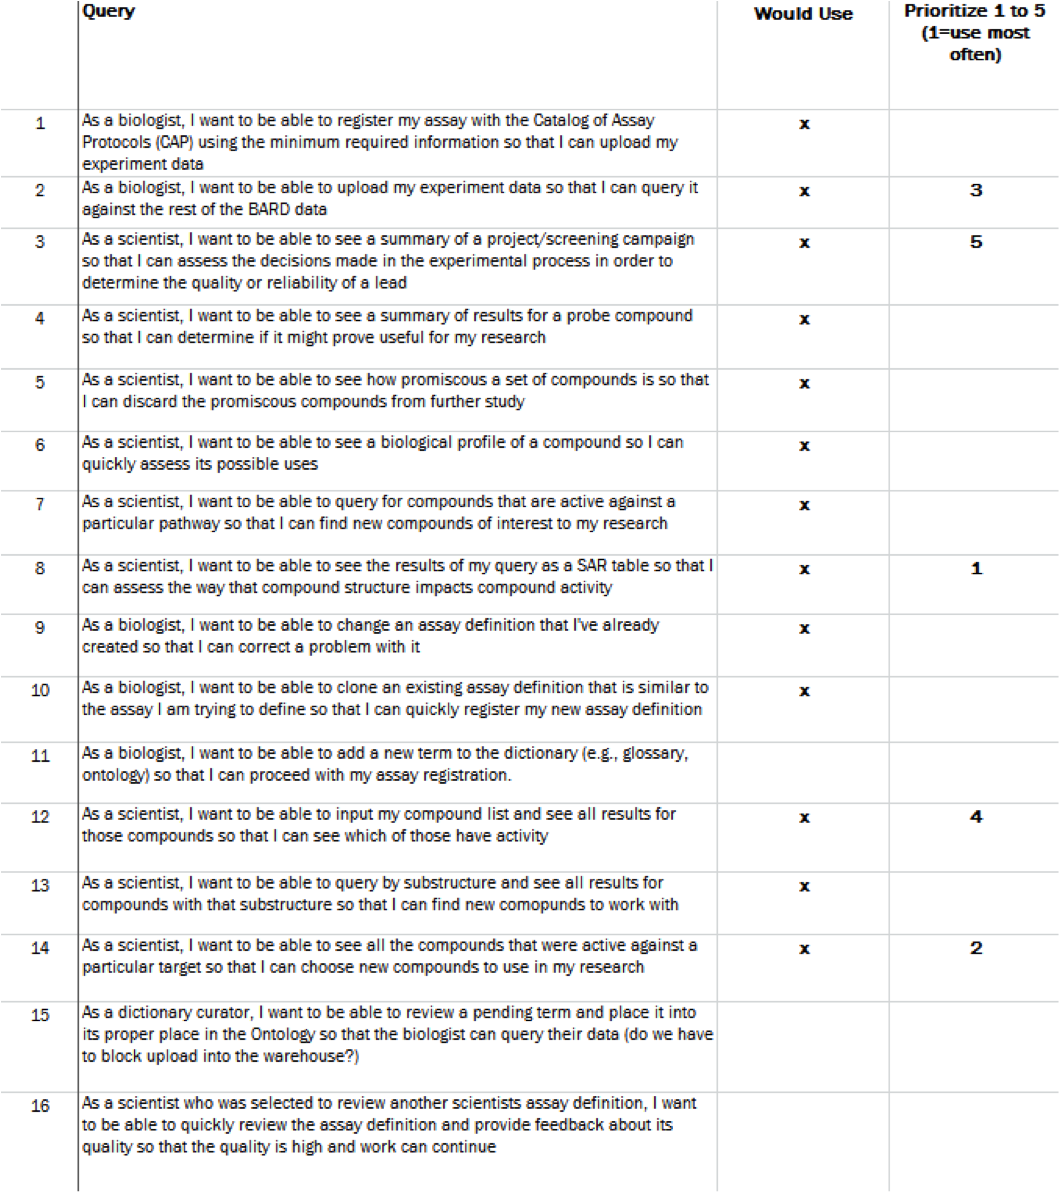 Query Would Use Prioritize 1 to 5
(1=use most
often)
1 As a biologist, I want to be able to register my assay with the Catalog of Assay x
Protocols (CAP) using the minimum required information so that I can upload my
experiment data
2 As a biologist, I want to be able to upload my experiment data so that I can query it x 3
against the rest of the BARD data
3 As a scientist, I want to be able to see a summary of a project/screening campaign x 5
so that I can assess the decisions made in the experimental process in order to
determine the quality or reliability of a lead
4 As a scientist, I want to be able to see a summary of results for a probe compound x
so that I can determine if it might prove useful for my research
5 As a scientist, I want to be able to see how promiscous a set of compounds is so that x
I can discard the promiscous compounds from further study
6 As a scientist, I want to be able to see a biological profile of a compound so I can x
quickly assess its possible uses
7 As a scientist, I want to be able to query for compounds that are active against a x
particular pathway so that I can find new compounds of interest to my research
8 As a scientist, I want to be able to see the results of my query as a SAR table so that I x 1
can assess the way that compound structure impacts compound activity
9 As a biologist, I want to be able to change an assay definition that I've already x
created so that I can correct a problem with it
10 As a biologist, I want to be able to clone an existing assay definition that is similar to x
the assay I am trying to define so that I can quickly register my new assay definition
11 As a biologist, I want to be able to add a new term to the dictionary (e.g., glossary,
ontology) so that I can proceed with my assay registration.
12 As a scientist, I want to be able to input my compound list and see all results for x 4
those compounds so that I can see which of those have activity
13 As a scientist, I want to be able to query by substructure and see all results for x
compounds with that substructure so that I can find new comopunds to work with
14 As a scientist, I want to be able to see all the compounds that were active against a x 2
particular target so that I can choose new compounds to use in my research
15 As a dictionary curator, I want to be able to review a pending term and place it into
its proper place in the Ontology so that the biologist can query their data (do we have
to block upload into the warehouse?)
16 As a scientist who was selected to review another scientists assay definition, I want
to be able to quickly review the assay definition and provide feedback about its
quality so that the quality is high and work can continue